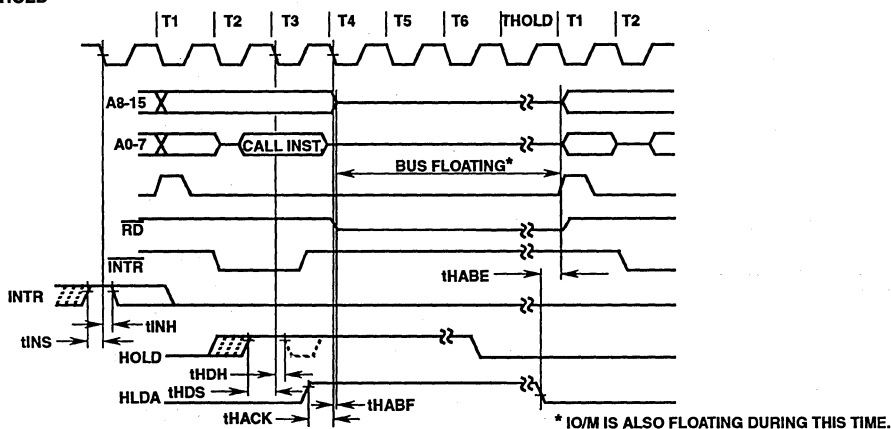 T1 T2 T3 T4 T5 T6 THOLD T1 T2
A8-15
A0-7 CALL INST.
BUS FLOATING*
RD
INTR
tHABE
INTR
tINH
tINS
HOLD
tHDH
tHDS
HLDA
tHABF
tHACK
* IO/M IS ALSO FLOATING DURING THIS TIME.